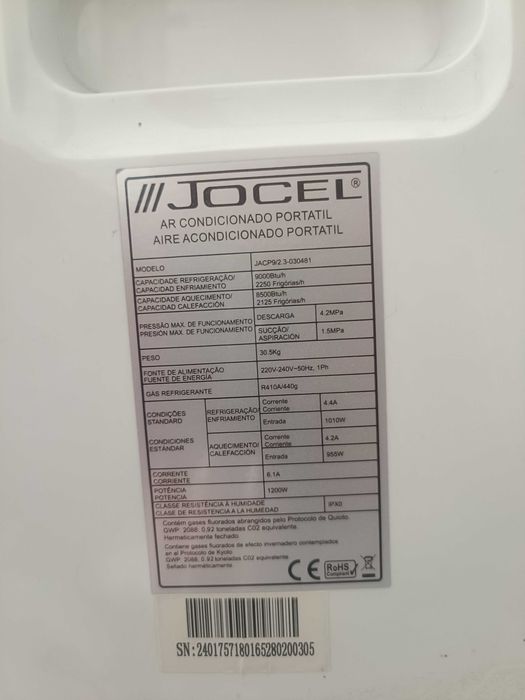 JOCEL®
AR CONDICIONADO PORTATIL
AIRE ACONDICIONADO PORTATIL
MODELO JACP9/2.3-030481
CAPACIDADE REFRIGERAÇÃO/ 9000Btu/h
CAPACIDAD ENFRIAMIENTO 2250 Frigórias/h
CAPACIDADE AQUECIMENTO/ 8500Btu/h
CAPACIDAD CALEFACCIÓN 2125 Frigórias/h
PRESSÃO MAX. DE FUNCIONAMENTO DESCARGA 4.2MPa
PRESIÓN MAX. DE FUNCIONAMIENTO SUCÇÃO/ ASPIRACIÓN 1.5MPa
PESO 30.5Kg
FONTE DE ALIMENTAÇÃO 220V-240V~50Hz, 1Ph
FUENTE DE ENERGÍA
GAS REFRIGERANTE R410A/440g
CONDIÇÕES STANDARD
CONDICIONES ESTANDAR
REFRIGERAÇÃO/ ENFRIAMIENTO
Corrente
Corriente 4.4A
Entrada 1010W
AQUECIMENTO/ CALEFACCIÓN
Corrente
Corriente 4.2A
Entrada 955W
CORRENTE
CORRIENTE 6.1A
POTÊNCIA
POTENCIA 1200W
CLASSE RESISTÊNCIA À HUMIDADE
CLASE DE RESISTENCIA A LA HUMEDAD IPX0
Contém gases fluorados abrangidos pelo Protocolo de Quioto.
GWP: 2088, 0.92 toneladas C02 equivalente
Hermeticamente fechado
Contiene gases fluorados de efecto invernadero contemplados
en el Protocolo de Kyoto
GWP: 2088, 0.92 toneladas C02 equivalente
Sellado herméticamente
CE RoHS
Compliant
SN:2401757180165280200305